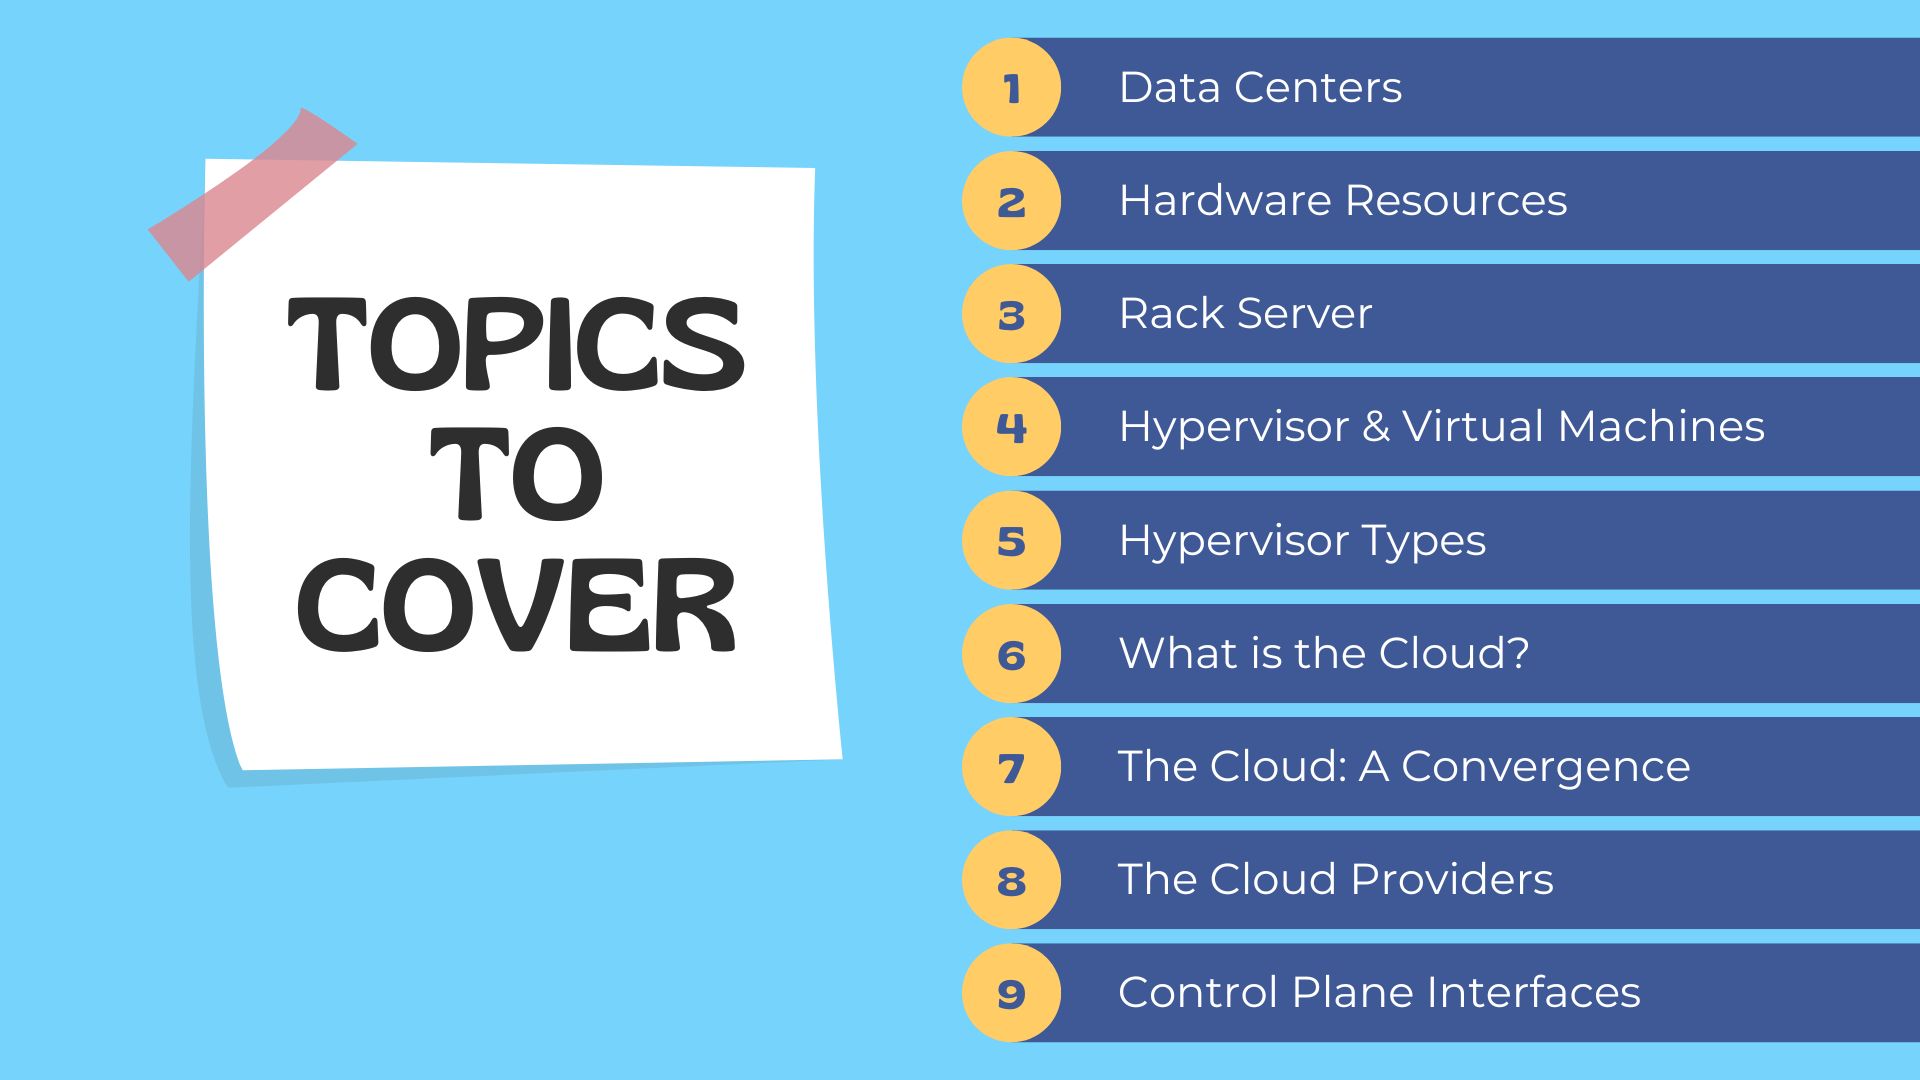 TOPICS
TO
COVER
1 Data Centers
2 Hardware Resources
3 Rack Server
4 Hypervisor & Virtual Machines
5 Hypervisor Types
6 What is the Cloud?
7 The Cloud: A Convergence
8 The Cloud Providers
9 Control Plane Interfaces